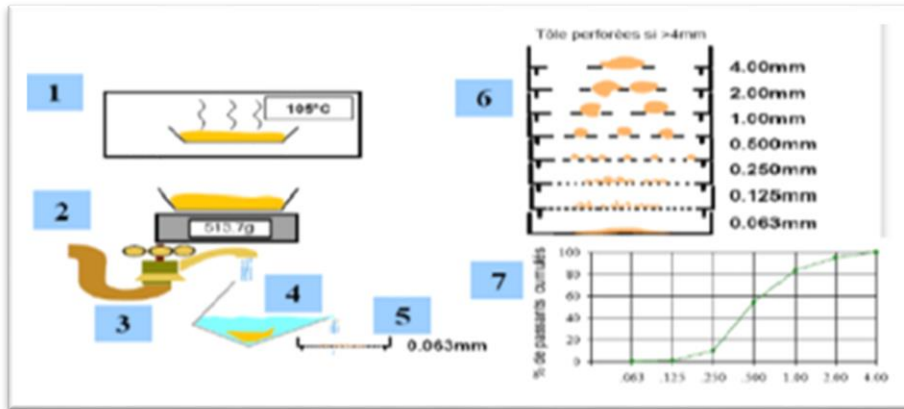 1
105°C
2
513.7g
3
4
5
0.063mm
Tôle perforées si >4mm
6
4.00mm
2.00mm
1.00mm
0.500mm
0.250mm
0.125mm
0.063mm
7
% de passants cumulés
100
80
60
40
20
0
.063
.125
.250
.500
1.00
2.00
4.00